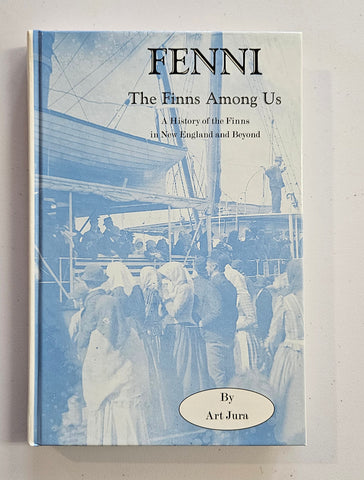 FENNI
The Finns Among Us
A History of the Finns
in New England and Beyond
By
Art Jura